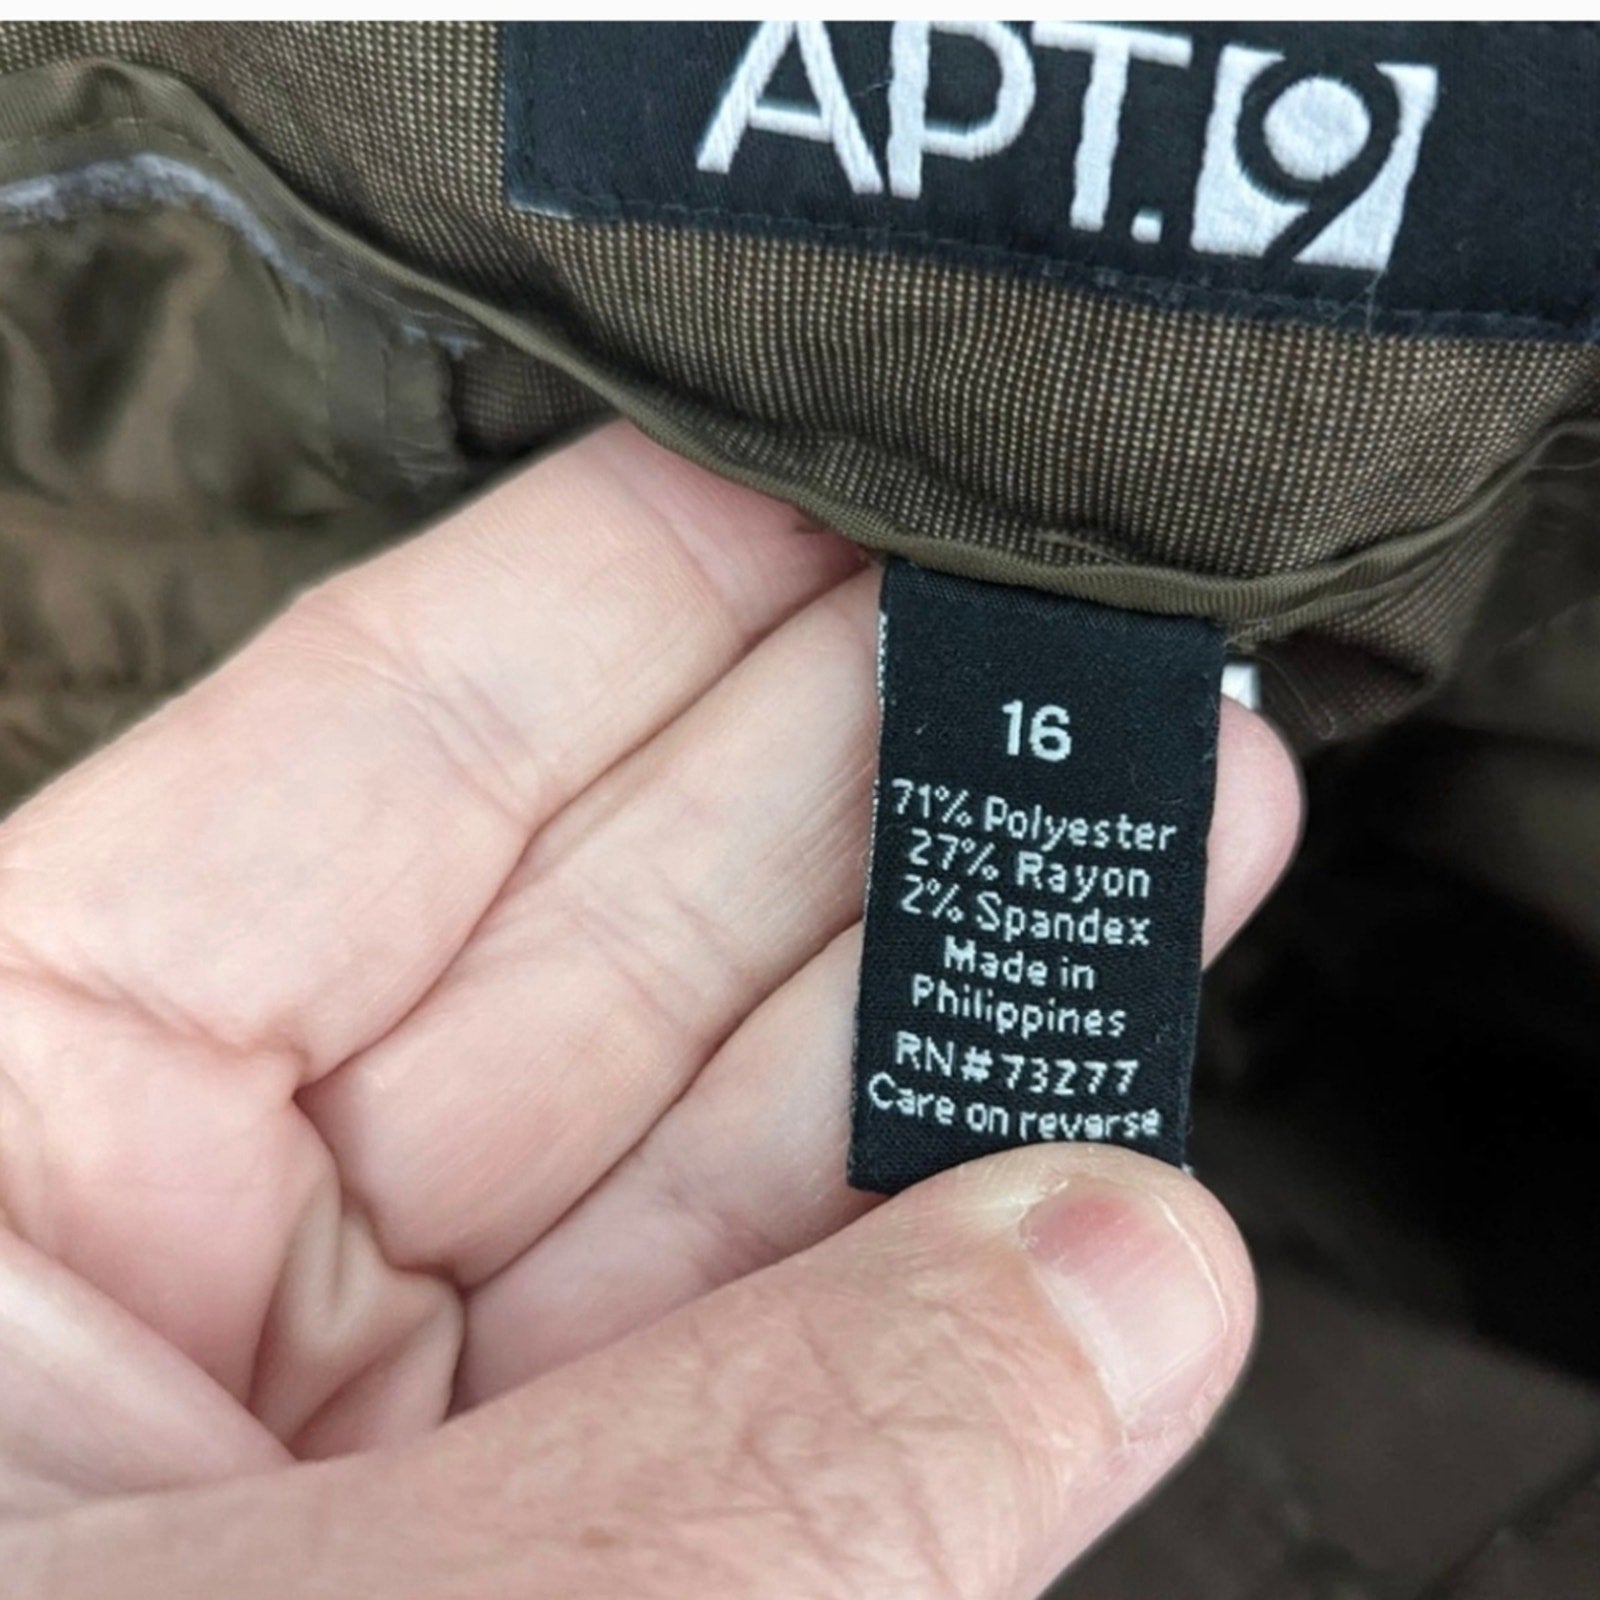 APT.9
16
71% Polyester
27% Rayon
2% Spandex
Made in
Philippines
RN#73277
Care on reverse